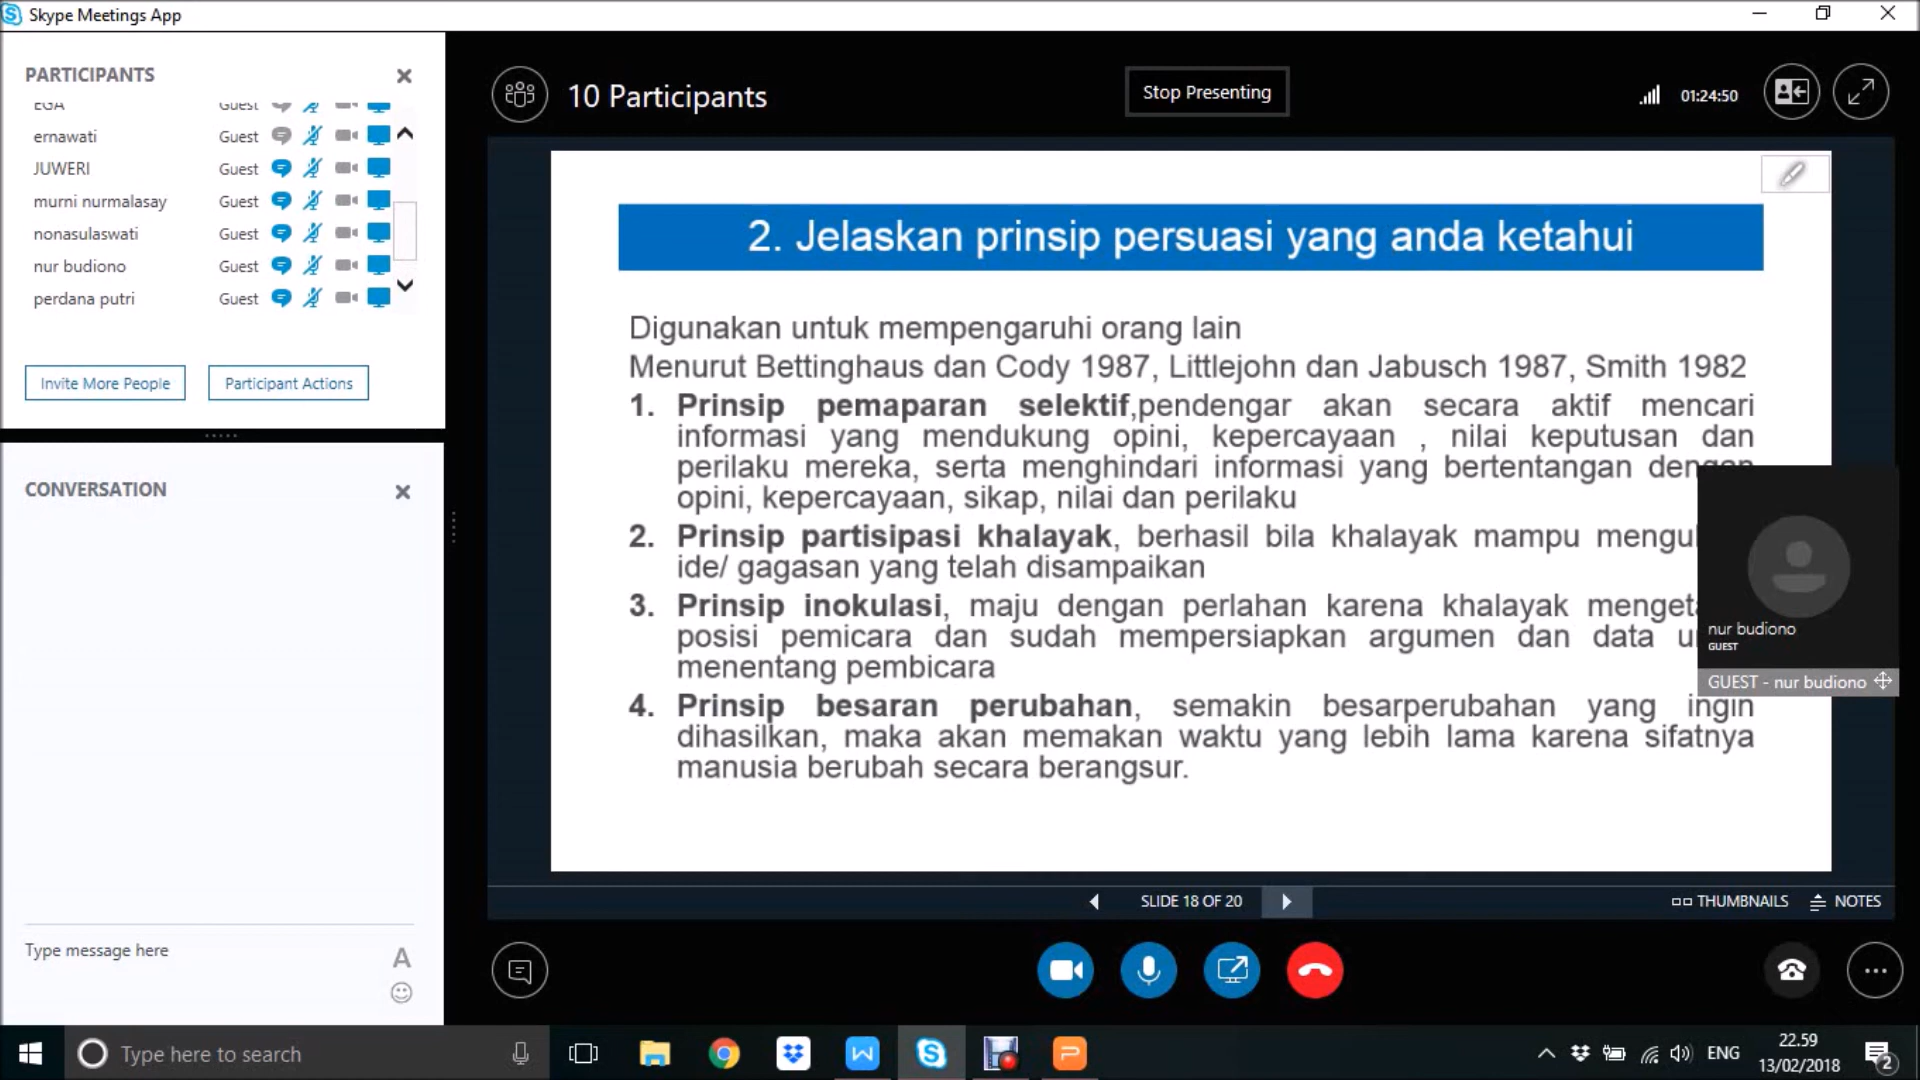 Skype Meetings App
PARTICIPANTS
EGA Guest
ernawati Guest
JUWERI Guest
murni nurmalasay Guest
nonasulaswati Guest
nur budiono Guest
perdana putri Guest
Invite More People Participant Actions
CONVERSATION
Type message here
A
10 Participants
Stop Presenting
01:24:50
2. Jelaskan prinsip persuasi yang anda ketahui
Digunakan untuk mempengaruhi orang lain
Menurut Bettinghaus dan Cody 1987, Littlejohn dan Jabusch 1987, Smith 1982
1. Prinsip pemaparan selektif,pendengar akan secara aktif mencari
informasi yang mendukung opini, kepercayaan , nilai keputusan dan
perilaku mereka, serta menghindari informasi yang bertentangan dengan
opini, kepercayaan, sikap, nilai dan perilaku
2. Prinsip partisipasi khalayak, berhasil bila khalayak mampu
ide/ gagasan yang telah disampaikan
3. Prinsip inokulasi, maju dengan perlahan karena khalayak
posisi pemicara dan sudah mempersiapkan argumen dan data
menentang pembicara
4. Prinsip besaran perubahan, semakin besarperubahan yang ingin
dihasilkan, maka akan memakan waktu yang lebih lama karena sifatnya
manusia berubah secara berangsur.
nur budiono
GUEST
GUEST - nur budiono
SLIDE 18 OF 20
THUMBNAILS
NOTES
Type here to search
W
S
P
ENG
22.59
13/02/2018
2